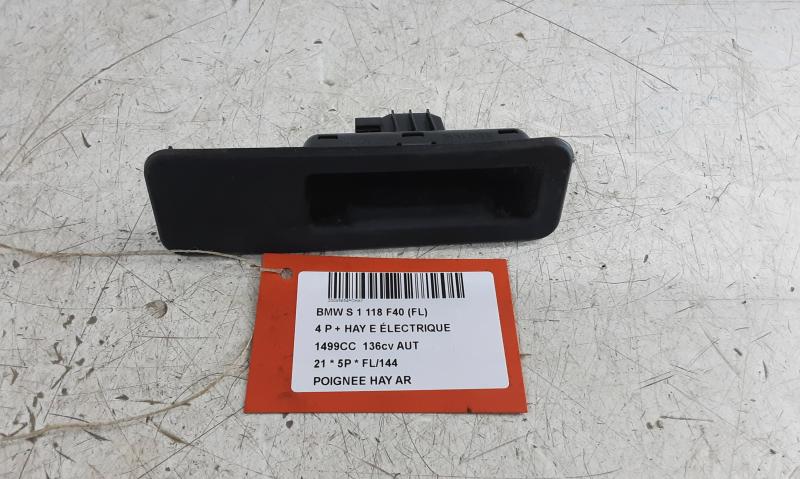 BMW S 1 118 F40 (FL)
4 P + HAY E ÉLECTRIQUE
1499CC 136cv AUT
21 * 5P * FL/144
POIGNEE HAY AR